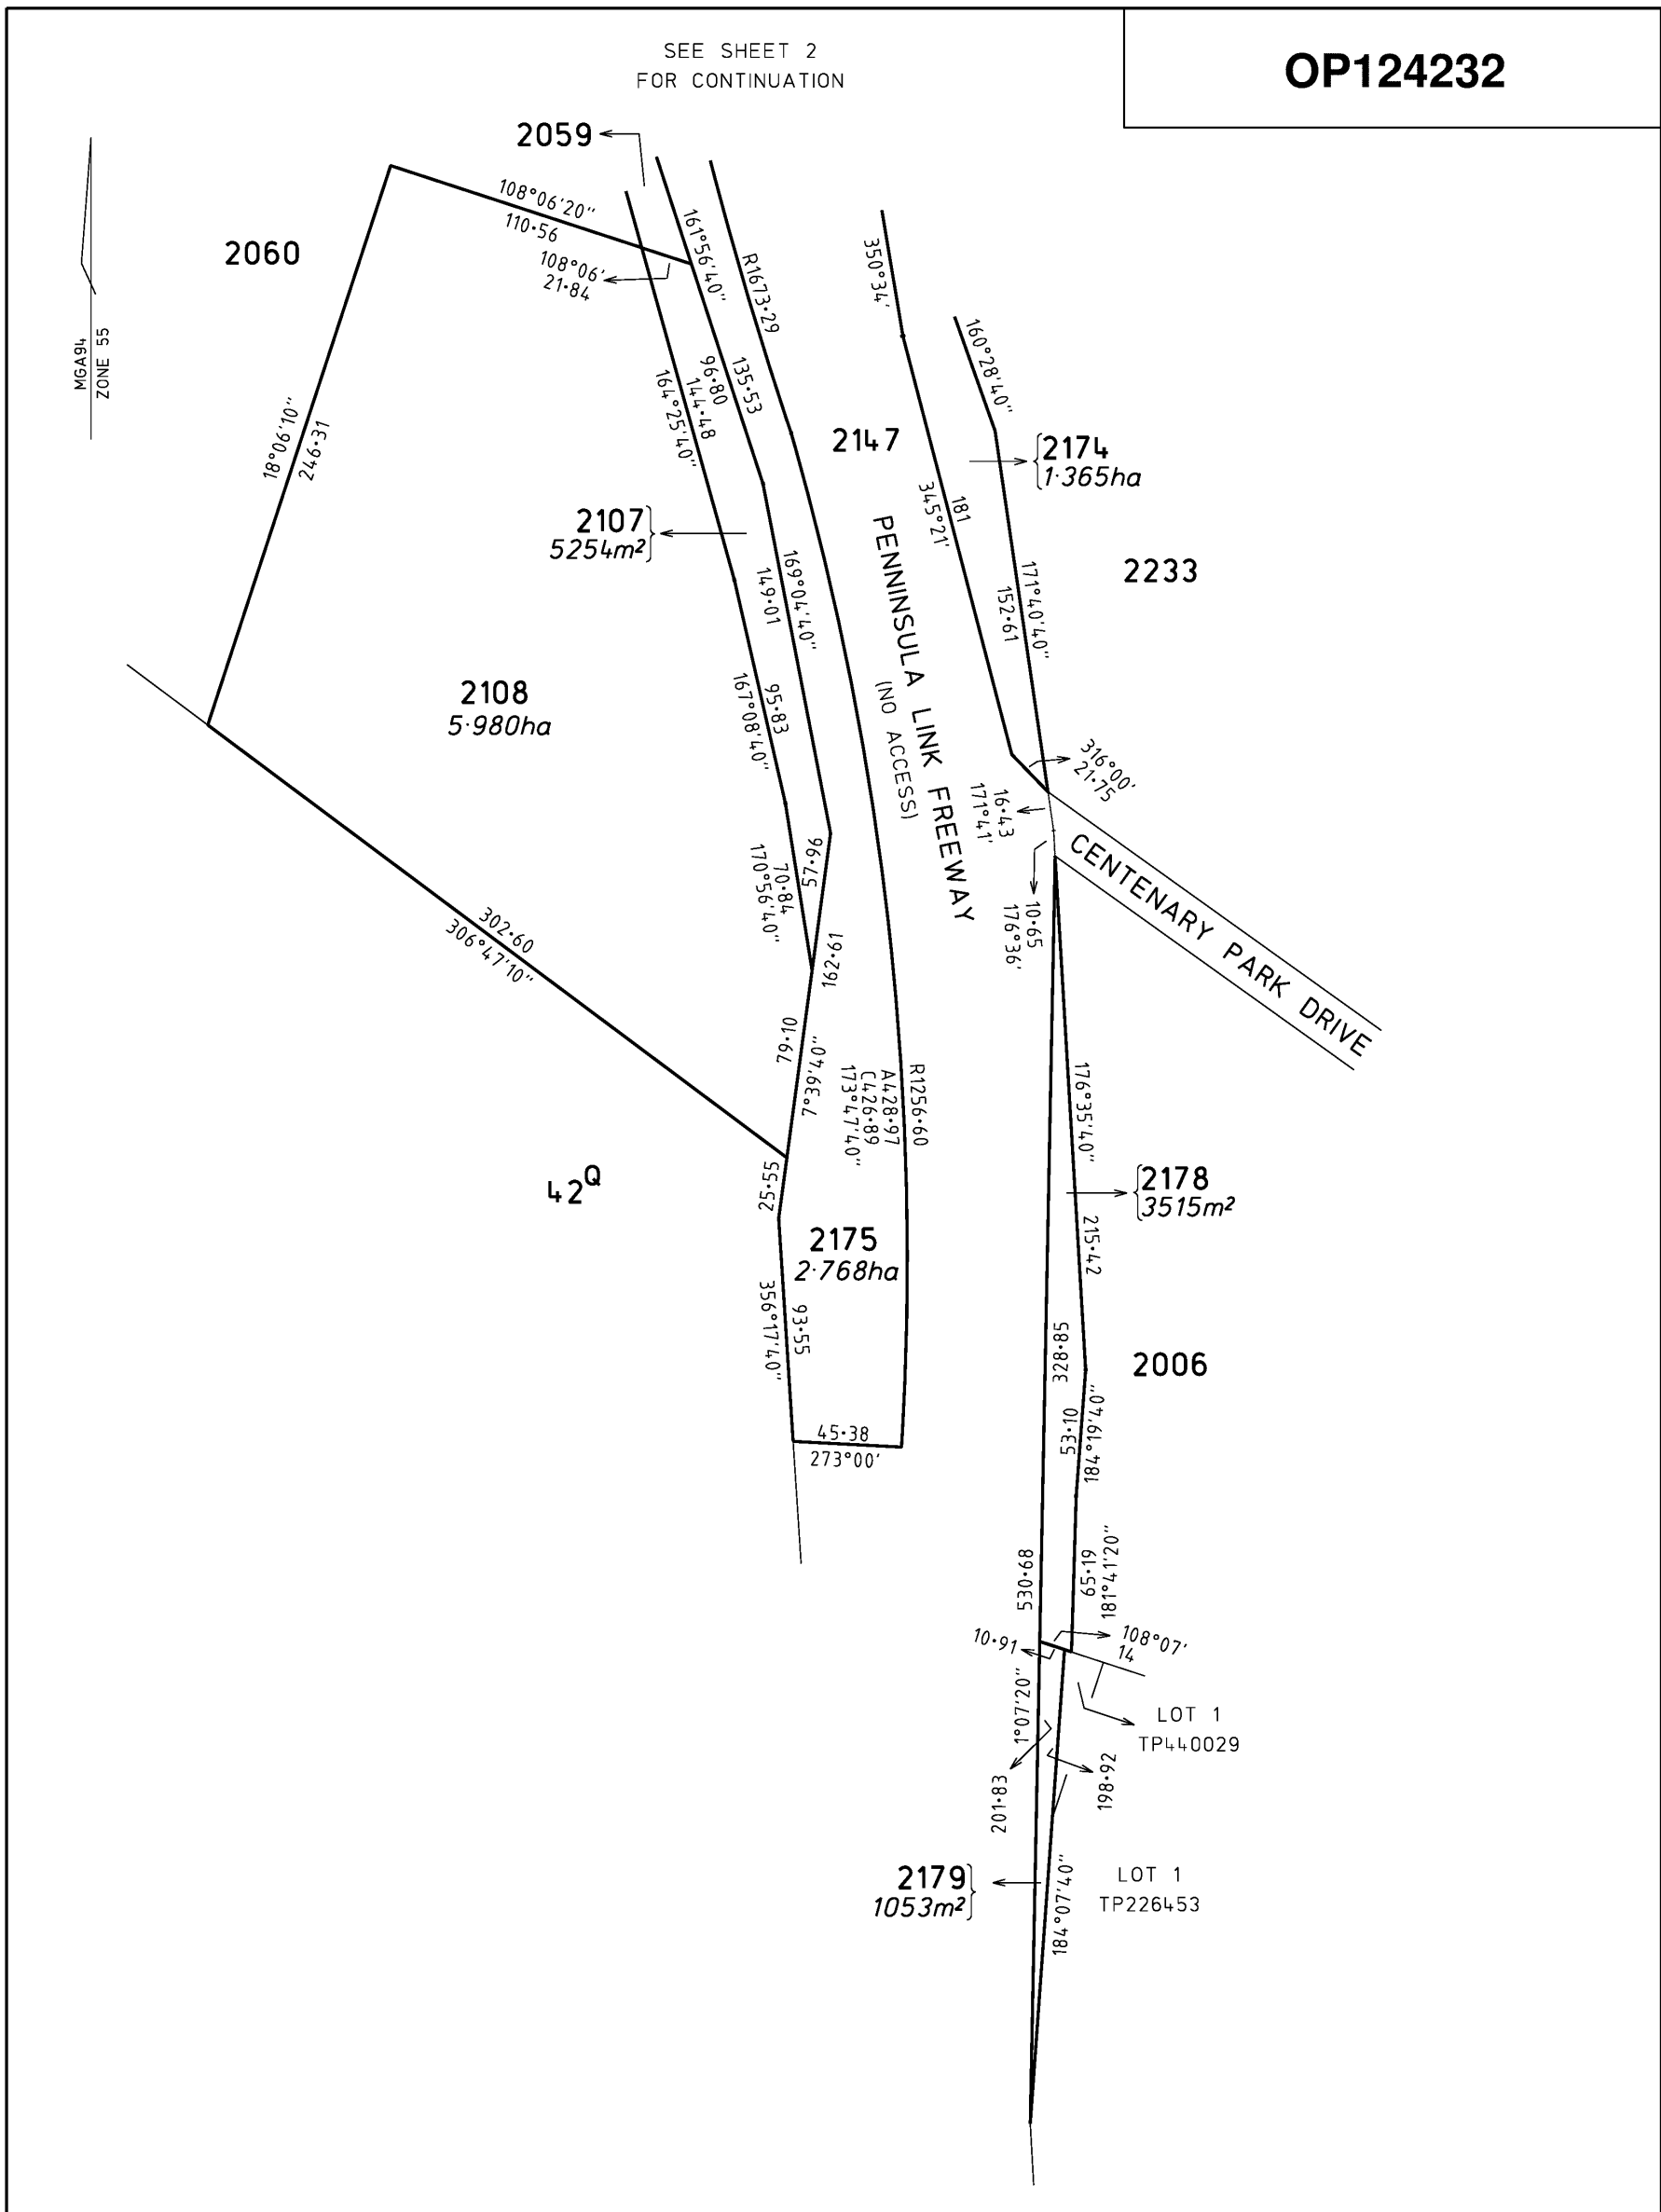 SEE SHEET 2
FOR CONTINUATION
OP124232
MGA94
ZONE 55
2059
2060
108°06'20"
110·56
108°06'
21·84
161°56'40"
R1673·29
350°34'
160°28'40"
18°06'10"
246·31
135·53
96·80
144·48
164°25'40"
2147
2174
1·365ha
181
345°21'
2107
5254m²
2233
169°04'40"
149·01
PENNINSULA LINK FREEWAY
(NO ACCESS)
171°40'40"
152·61
2108
5·980ha
95·83
167°08'40"
316°00'
21·75
16·43
171°41'
CENTENARY PARK DRIVE
57·96
70·84
170°56'40"
10·65
176°36'
302·60
306°47'10"
162·61
79·10
7°39'40"
R1256·60
A428·97
C426·89
173°47'40"
176°35'40"
42Q
25·55
2178
3515m²
2175
2·768ha
215·42
93·55
356°17'40"
328·85
2006
53·10
184°19'40"
45·38
273°00'
530·68
65·19
181°41'20"
10·91
108°07'
14
1°07'20"
LOT 1
TP440029
201·83
198·92
2179
1053m²
184°07'40"
LOT 1
TP226453